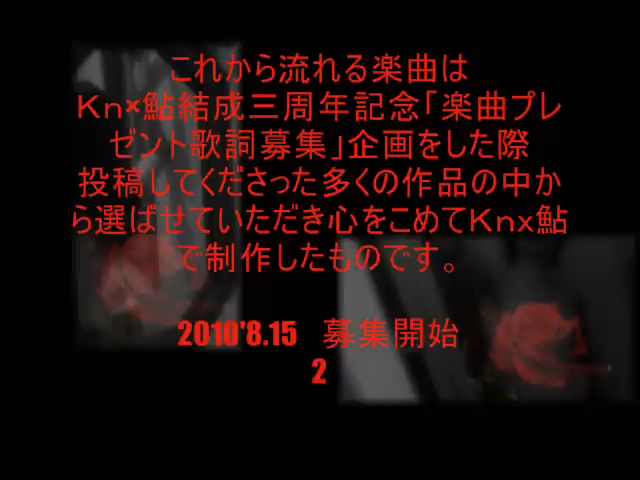 これから流れる楽曲は
Ｋｎ×鮎結成三周年記念「楽曲プレ
ゼント歌詞募集」企画をした際
投稿してくださった多くの作品の中か
ら選ばせていただき心をこめてＫｎｘ鮎
で制作したものです。
2010'8.15　募集開始
2